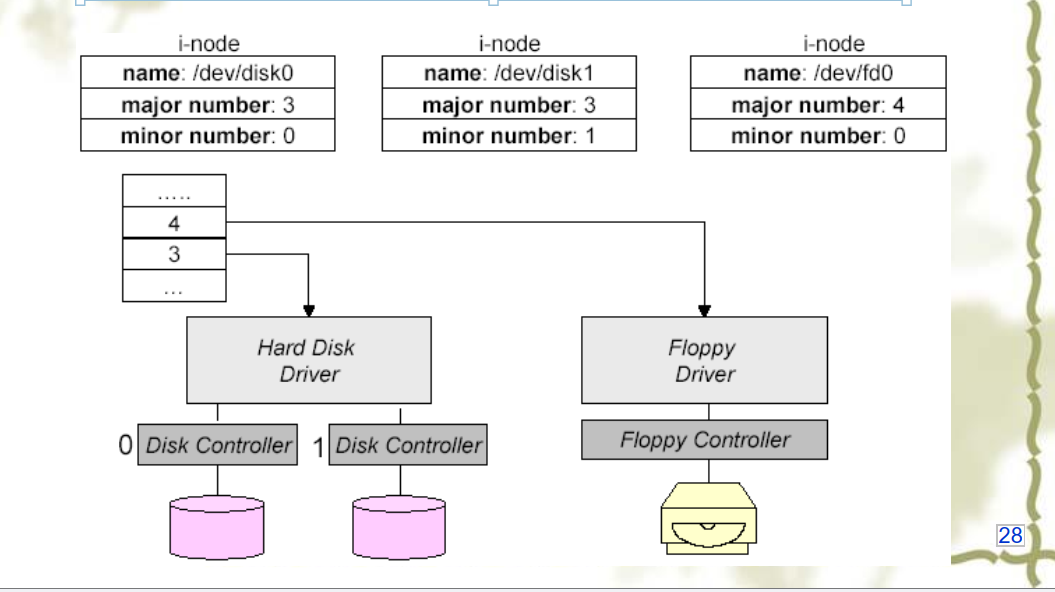 i-node i-node i-node
name: /dev/disk0 name: /dev/disk1 name: /dev/fd0
major number: 3 major number: 3 major number: 4
minor number: 0 minor number: 1 minor number: 0
.....
4
3
...
Hard Disk Floppy
Driver Driver
0 Disk Controller 1 Disk Controller Floppy Controller
28